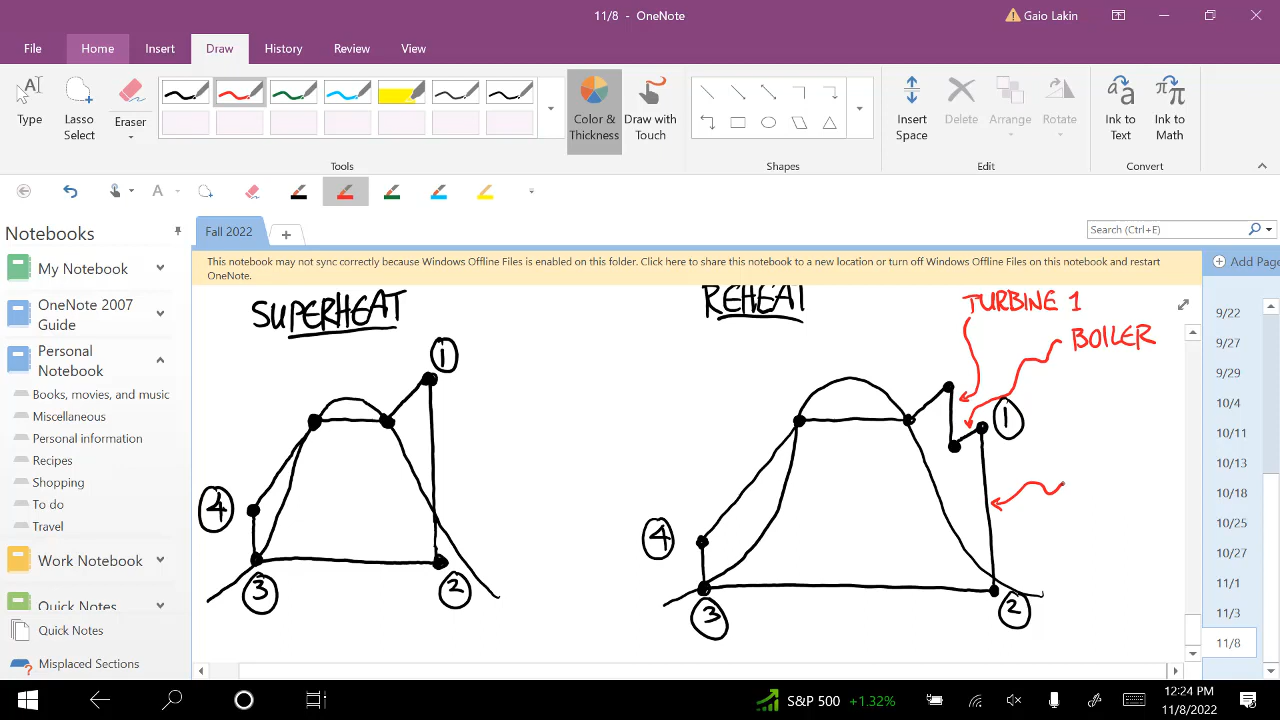 11/8 - OneNote
Gaio Lakin
File
Home
Insert
Draw
History
Review
View
Type
Lasso Select
Eraser
Color & Thickness
Draw with Touch
Insert Space
Delete
Arrange
Rotate
Ink to Text
Ink to Math
Tools
Shapes
Edit
Convert
Notebooks
Fall 2022
Search (Ctrl+E)
This notebook may not sync correctly because Windows Offline Files is enabled on this folder. Click here to share this notebook to a new location or turn off Windows Offline Files on this notebook and restart
OneNote.
Add Page
My Notebook
OneNote 2007
Guide
Personal
Notebook
Books, movies, and music
Miscellaneous
Personal information
Recipes
Shopping
To do
Travel
Work Notebook
Quick Notes
Quick Notes
Misplaced Sections
SUPERHEAT
1
4
3
2
REHEAT
TURBINE 1
BOILER
1
4
3
2
9/22
9/27
9/29
10/4
10/11
10/13
10/18
10/25
10/27
11/1
11/3
11/8
S&P 500 +1.32%
12:24 PM
11/8/2022